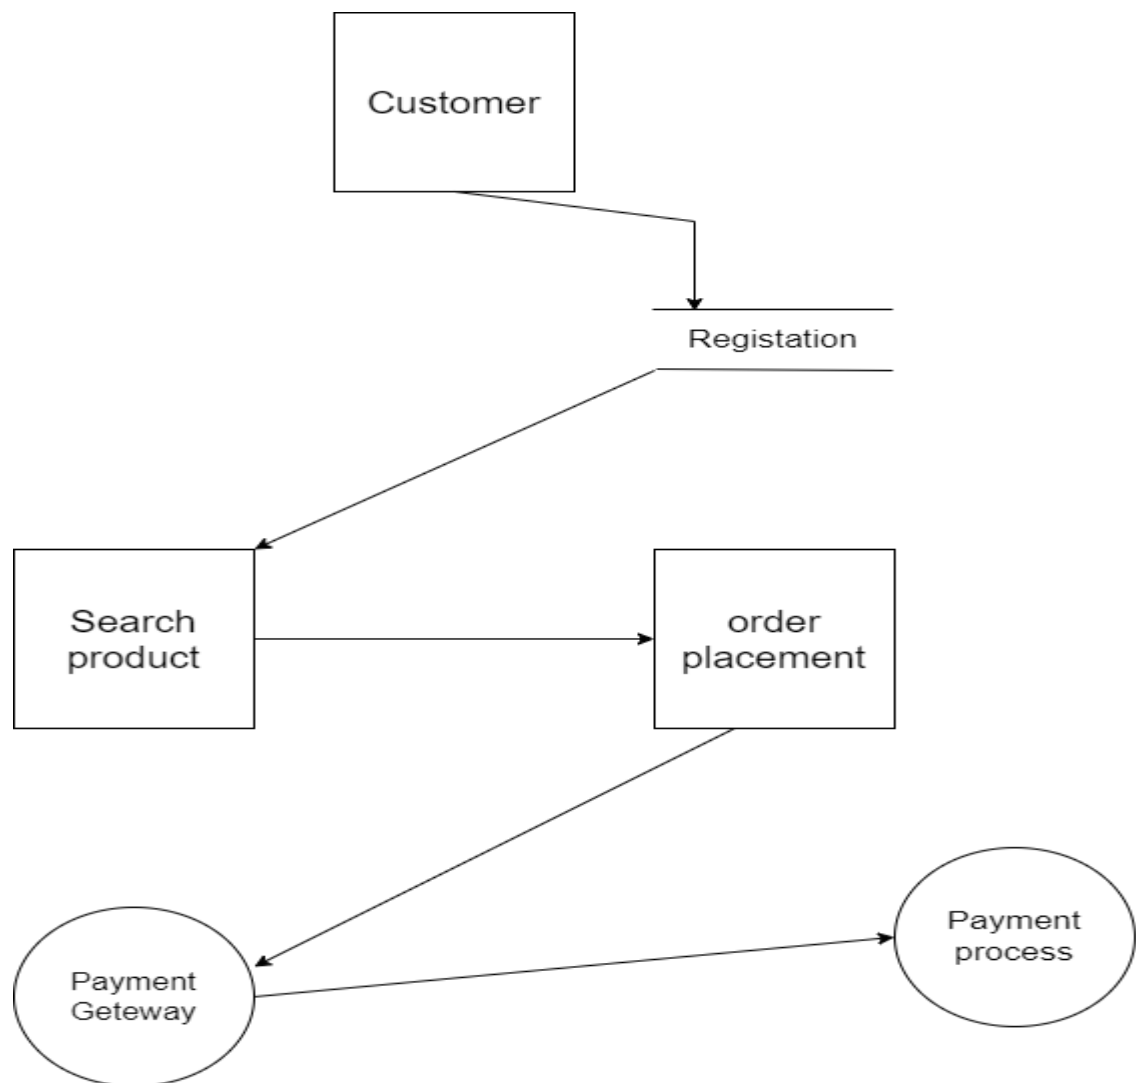 Customer
Registation
Search
product
order
placement
Payment
Geteway
Payment
process